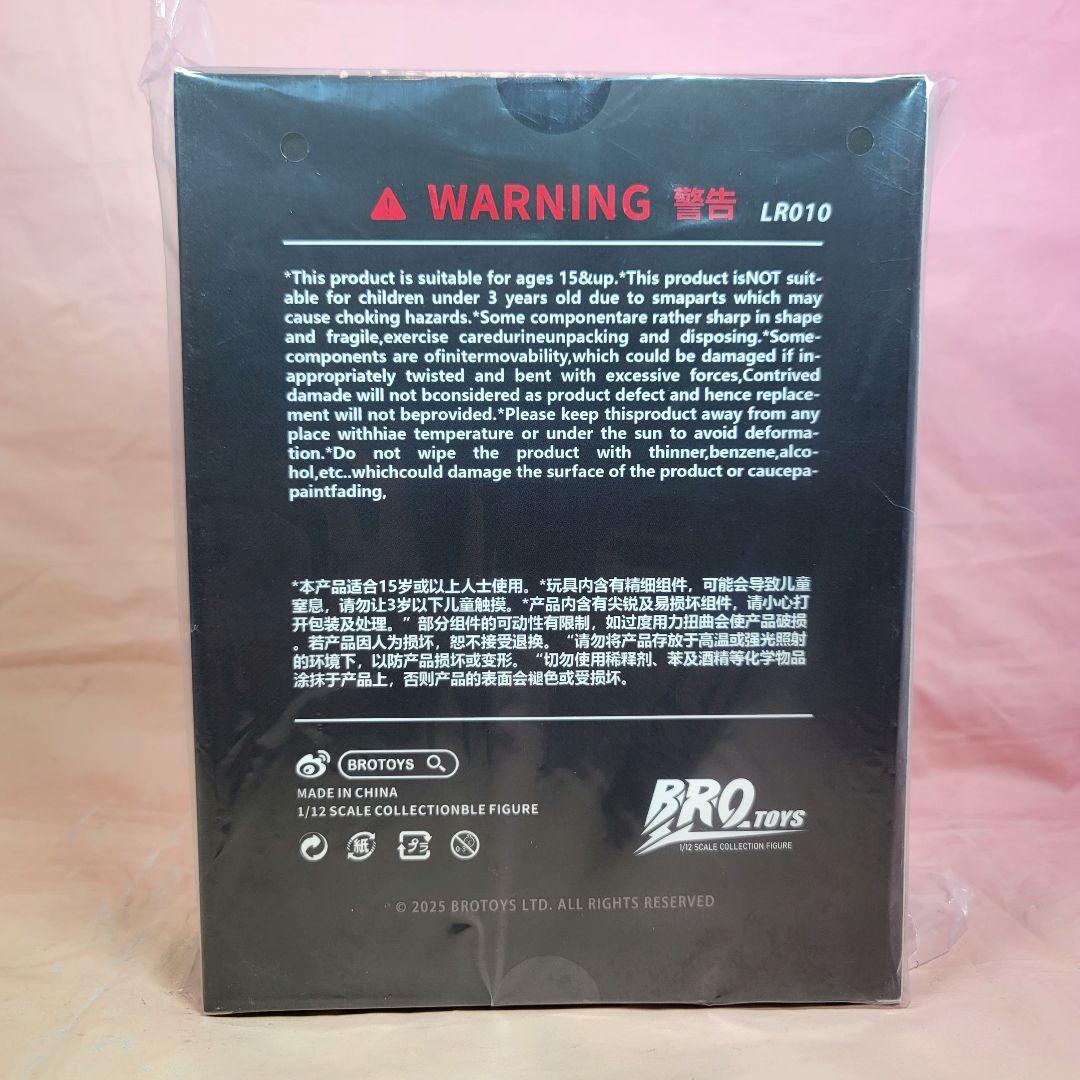 WARNING 警告 LR010
*This product is suitable for ages 15&up.*This product isNOT suit-
able for children under 3 years old due to smaparts which may
cause choking hazards.*Some componentare rather sharp in shape
and fragile,exercise caredurineunpacking and disposing.*Some-
components are ofinitermovability,which could be damaged if in-
appropriately twisted and bent with excessive forces,Contrived
damade will not bconsidered as product defect and hence replace-
ment will not beprovided.*Please keep thisproduct away from any
place withhiae temperature or under the sun to avoid deforma-
tion.*Do not wipe the product with thinner,benzene,alco-
hol,etc..whichcould damage the surface of the product or caucepa-
paintfading,
*本产品适合15岁或以上人士使用。*玩具内含有精细组件，可能会导致儿童
窒息，请勿让3岁以下儿童触摸。*产品内含有尖锐及易损坏组件，请小心打
开包装及处理。”部分组件的可动性有限制，如过度用力扭曲会使产品破损
。若产品因人为损坏，恕不接受退换。“请勿将产品存放于高温或强光照射
的环境下，以防产品损坏或变形。“切勿使用稀释剂、苯及酒精等化学物品
涂抹于产品上，否则产品的表面会褪色或受损坏。
BROTOYS
MADE IN CHINA
1/12 SCALE COLLECTIONBLE FIGURE
紙 プラ 0-3
BRO.TOYS
1/12 SCALE COLLECTION FIGURE
© 2025 BROTOYS LTD. ALL RIGHTS RESERVED